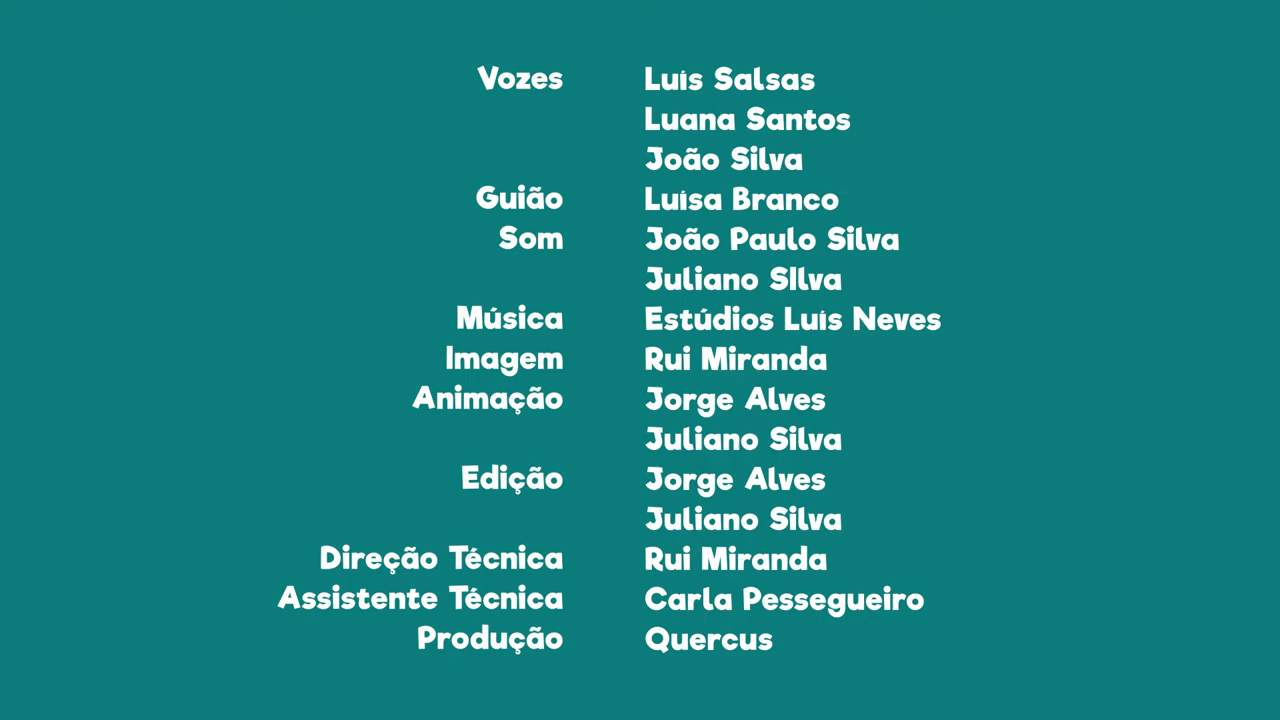 Vozes Luís Salsas
Luana Santos
João Silva
Guião Luísa Branco
Som João Paulo Silva
Juliano SIlva
Música Estúdios Luís Neves
Imagem Rui Miranda
Animação Jorge Alves
Juliano Silva
Edição Jorge Alves
Juliano Silva
Direção Técnica Rui Miranda
Assistente Técnica Carla Pessegueiro
Produção Quercus